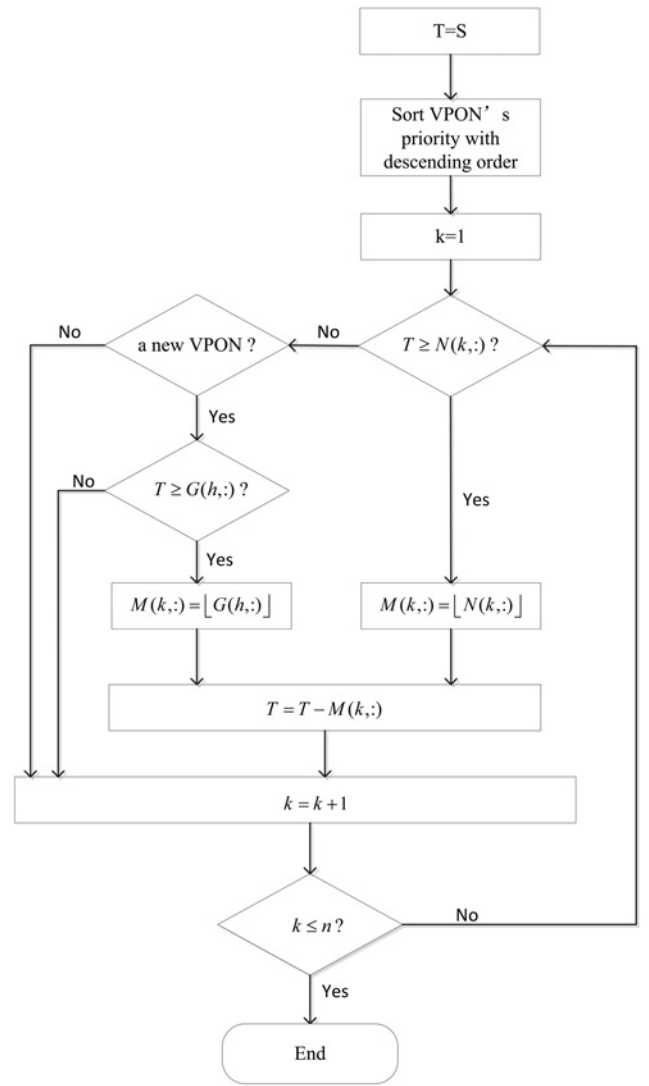 T=S
Sort VPON’s
priority with
descending order
k=1
No
a new VPON ?
No
T ≥ N(k,:) ?
Yes
No
T ≥ G(h,:) ?
Yes
Yes
M(k,:)=⌊G(h,:)⌋
M(k,:)=⌊N(k,:)⌋
T = T − M(k,:)
k = k +1
k ≤ n ?
No
Yes
End